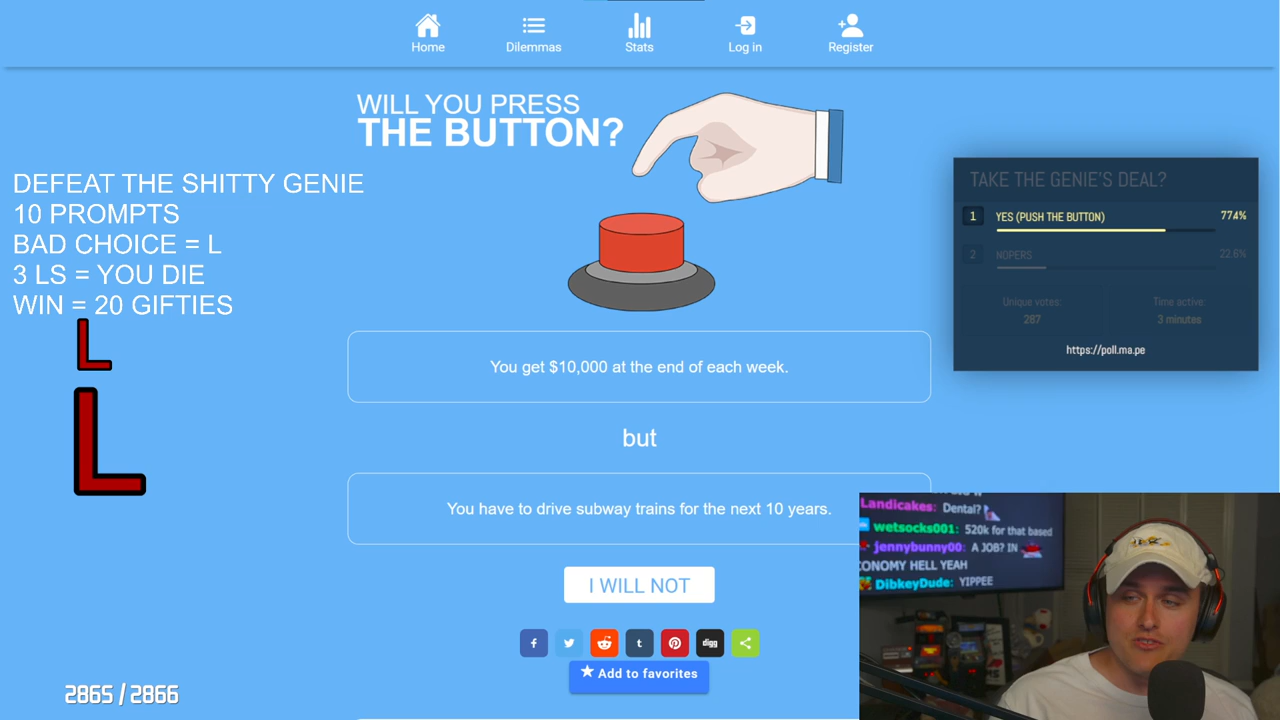 Home
Dilemmas
Stats
Log in
Register
WILL YOU PRESS
THE BUTTON?
DEFEAT THE SHITTY GENIE
10 PROMPTS
BAD CHOICE = L
3 LS = YOU DIE
WIN = 20 GIFTIES
L
L
TAKE THE GENIE'S DEAL?
1 YES (PUSH THE BUTTON) 77.4%
2 NOPERS 22.6%
Unique votes: Time active:
287 3 minutes
https://poll.ma.pe
You get $10,000 at the end of each week.
but
You have to drive subway trains for the next 10 years.
I WILL NOT
f t digg
Add to favorites
Landicakes: Dental?
wetsocks001: 520k for that based
jennybunny00: A JOB? IN
CONOMY HELL YEAH
DibkeyDude: YIPPEE
2865 / 2866